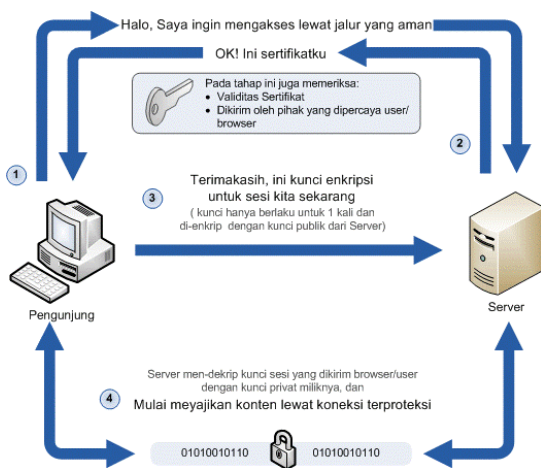 Halo, Saya ingin mengakses lewat jalur yang aman
OK! Ini sertifikatku
Pada tahap ini juga memeriksa:
• Validitas Sertifikat
• Dikirim oleh pihak yang dipercaya user/
browser
1
2
3
Terimakasih, ini kunci enkripsi
untuk sesi kita sekarang
( kunci hanya berlaku untuk 1 kali dan
di-enkrip dengan kunci publik dari Server)
Pengunjung
Server
Server men-dekrip kunci sesi yang dikirim browser/user
dengan kunci privat miliknya, dan
4
Mulai meyajikan konten lewat koneksi terproteksi
01010010110
01010010110